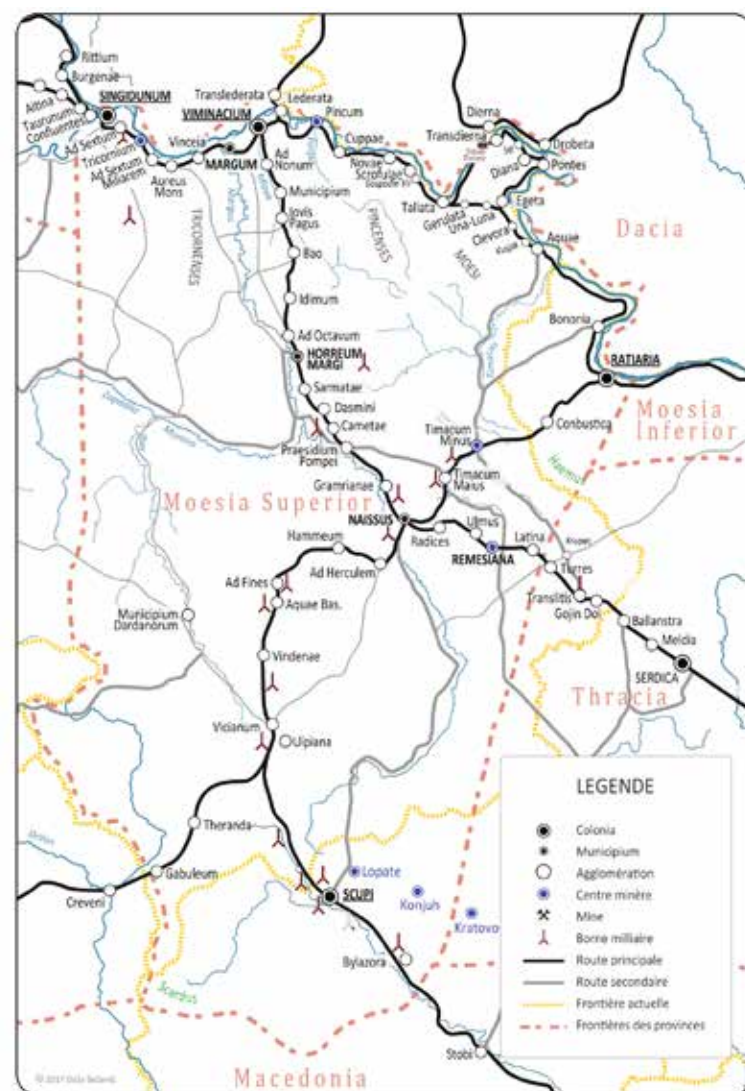 Rittium
Burgenae
SINGIDUNUM
Altina
Taurunum
Confluentes
Ad Sextum
Tricornium
Ad Sextum
Miliarem
Aureus
Mons
Vinceia
MARGUM
Translederata
VIMINACIUM
Lederata
Pincum
Cuppae
Novae
Scrofulae
Taliata
Gerulata
Una-Luna
Clevora
Egeta
Aquae
Dierna
Transdierna
Diana
Drobeta
Pontes
Dacia
Ad
Nonum
Municipium
Iovis
Pagus
Bao
Idimum
Ad Octavum
HORREUM
MARGI
TRICORNENSES
PINCENSES
MOESI
Bononia
RATIARIA
Moesia
Inferior
Conbustica
Haemus
Sarmatae
Dasmini
Cametae
Praesidium
Pompei
Gramrianae
Timacum
Minus
Timacum
Maius
Moesia Superior
NAISSUS
Radices
Ulmus
REMESIANA
Latina
Turres
Translitis
Gojin Dol
Ballanstra
Meldia
SERDICA
Thracia
Hammeum
Ad Herculem
Ad Fines
Aquae Bas.
Municipium
Dardanorum
Vindenae
Vicianum
Ulpiana
Theranda
Gabuleum
Creveni
Scardus
SCUPI
Lopate
Konjuh
Kratovo
Bylazora
Stobi
Macedonia
LEGENDE
Colonia
Municipium
Agglomération
Centre minère
Mine
Borne milliaire
Route principale
Route secondaire
Frontière actuelle
Frontières des provinces